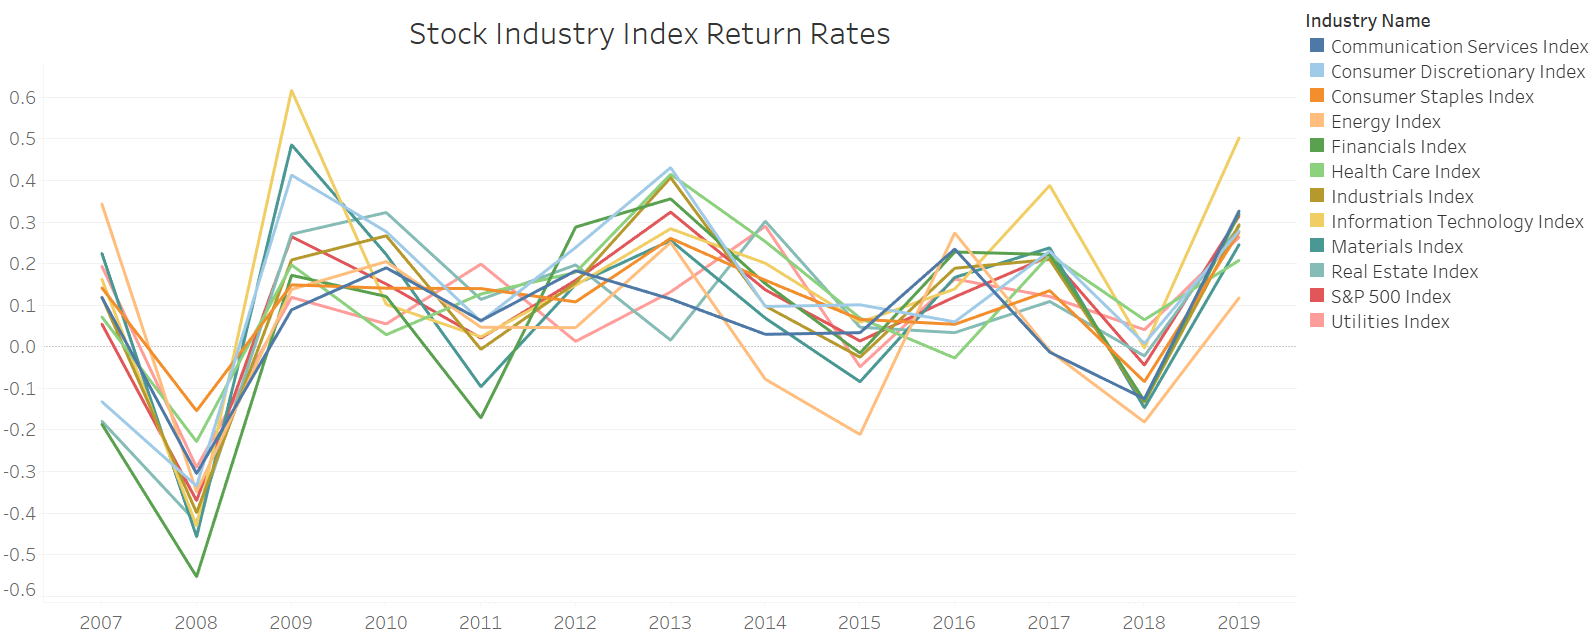 Stock Industry Index Return Rates
Industry Name
Communication Services Index
Consumer Discretionary Index
Consumer Staples Index
Energy Index
Financials Index
Health Care Index
Industrials Index
Information Technology Index
Materials Index
Real Estate Index
S&P 500 Index
Utilities Index
0.6
0.5
0.4
0.3
0.2
0.1
0.0
-0.1
-0.2
-0.3
-0.4
-0.5
-0.6
2007 2008 2009 2010 2011 2012 2013 2014 2015 2016 2017 2018 2019